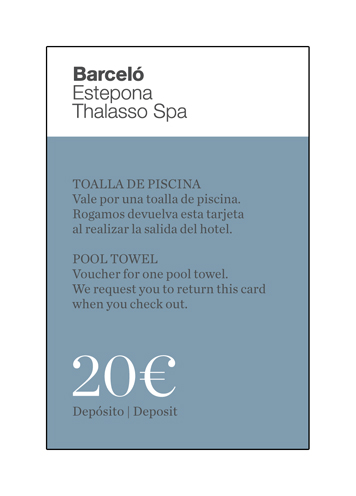 Barceló
Estepona
Thalasso Spa
TOALLA DE PISCINA
Vale por una toalla de piscina.
Rogamos devuelva esta tarjeta
al realizar la salida del hotel.
POOL TOWEL
Voucher for one pool towel.
We request you to return this card
when you check out.
20€
Depósito | Deposit